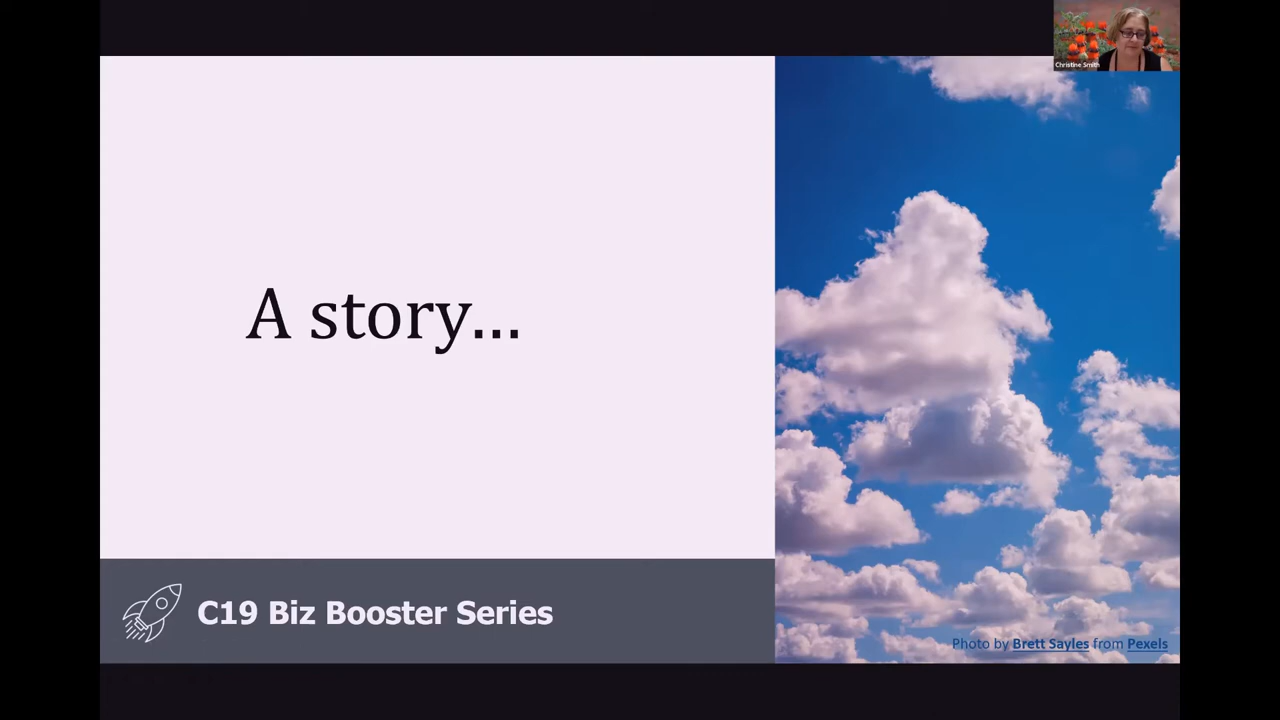 Christine Smith
A story...
C19 Biz Booster Series
Photo by Brett Sayles from Pexels